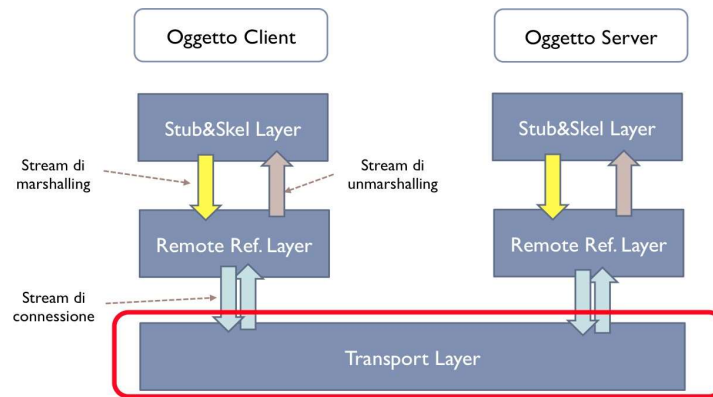 Oggetto Client
Oggetto Server
Stub&Skel Layer
Stub&Skel Layer
Stream di
marshalling
Stream di
unmarshalling
Remote Ref. Layer
Remote Ref. Layer
Stream di
connessione
Transport Layer